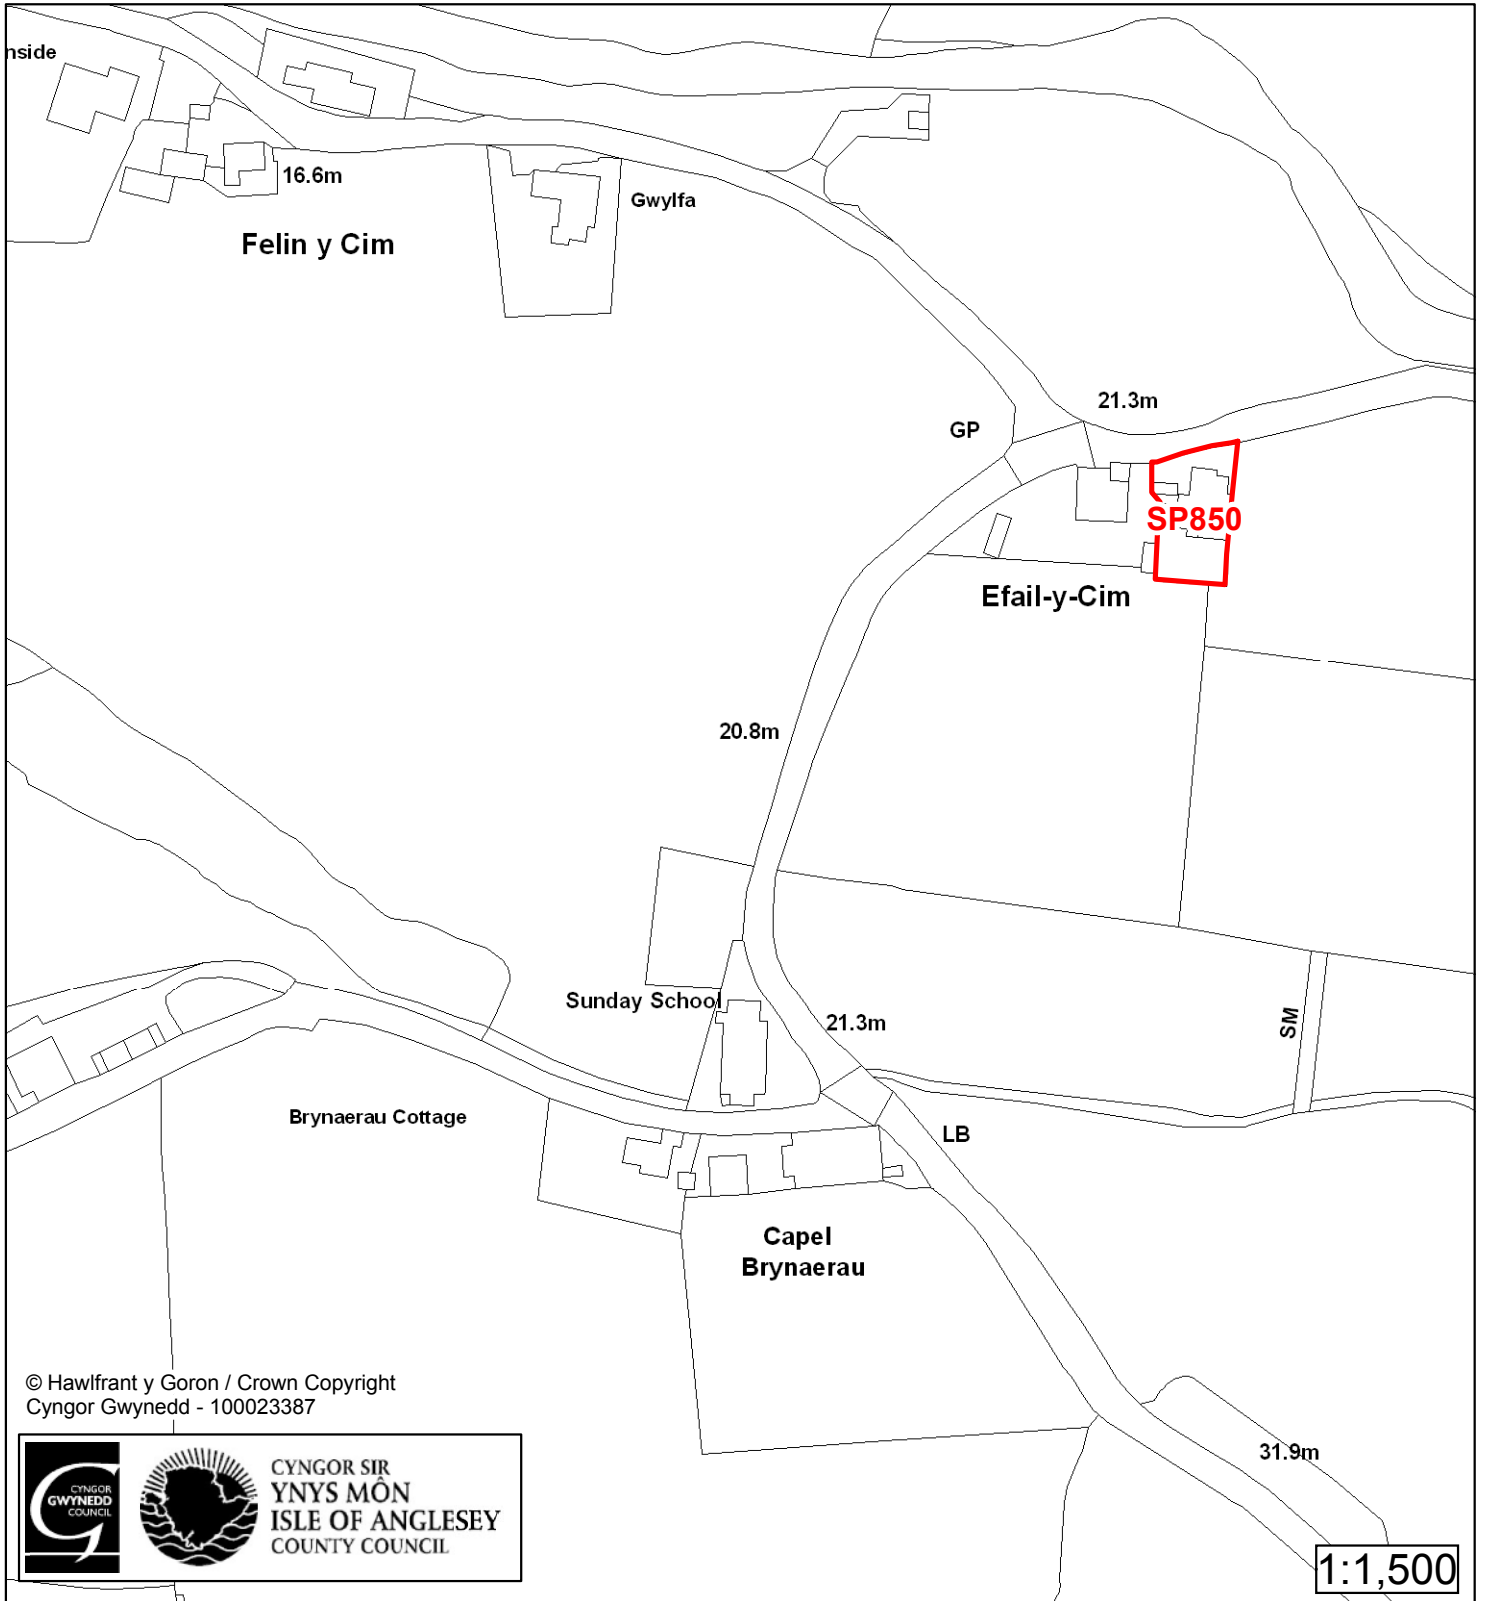 nside
16.6m
Gwylfa
Felin y Cim
21.3m
GP
SP850
Efail-y-Cim
20.8m
Sunday School
21.3m
SM
Brynaerau Cottage
LB
Capel
Brynaerau
© Hawlfrant y Goron / Crown Copyright
Cyngor Gwynedd - 100023387
31.9m
CYNGOR
GWYNEDD
COUNCIL
CYNGOR SIR
YNYS MÔN
ISLE OF ANGLESEY
COUNTY COUNCIL
1:1,500